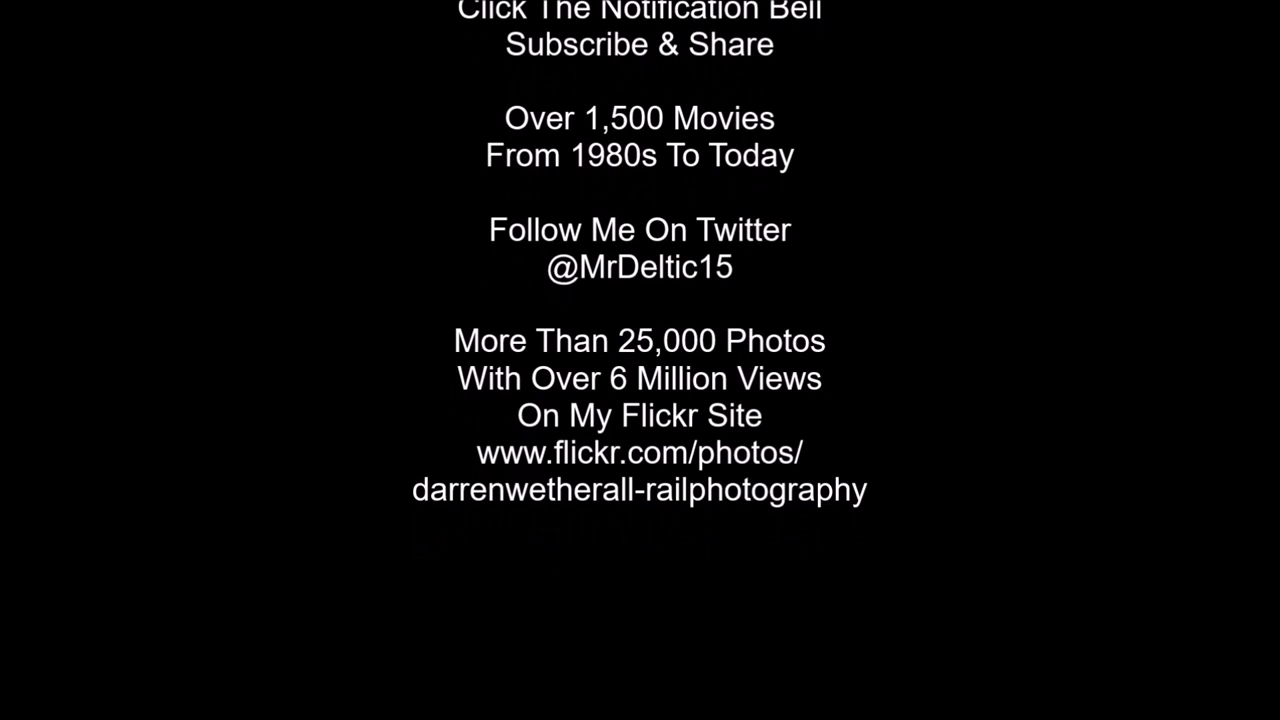 Click The Notification Bell
Subscribe & Share
Over 1,500 Movies
From 1980s To Today
Follow Me On Twitter
@MrDeltic15
More Than 25,000 Photos
With Over 6 Million Views
On My Flickr Site
www.flickr.com/photos/
darrenwetherall-railphotography